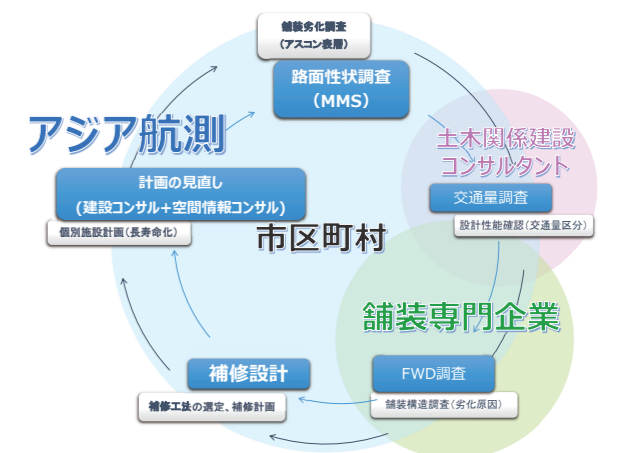 舗装劣化調査
（アスコン表層）
路面性状調査
（MMS）
アジア航測
土木関係建設
コンサルタント
計画の見直し
(建設コンサル＋空間情報コンサル)
個別施設計画（長寿命化）
交通量調査
設計性能確認（交通量区分）
市区町村
舗装専門企業
補修設計
補修工法の選定、補修計画
FWD調査
舗装構造調査（劣化原因）